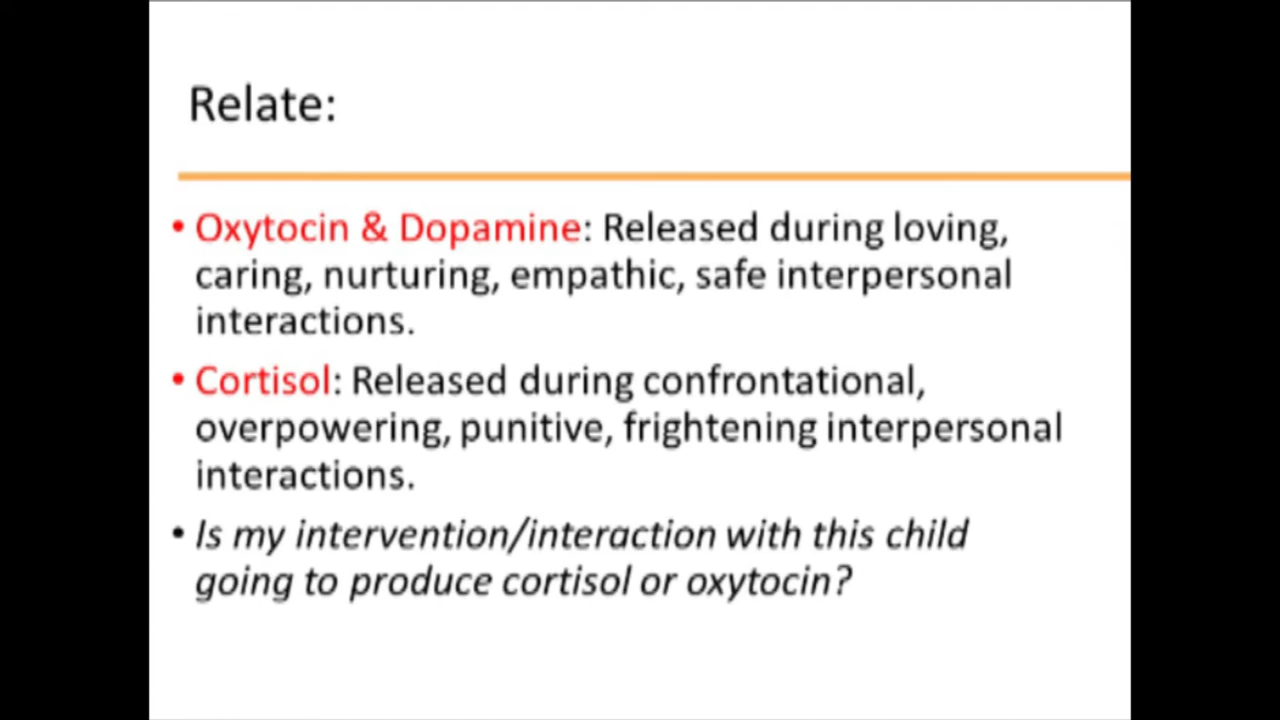 Relate:
• Oxytocin & Dopamine: Released during loving,
caring, nurturing, empathic, safe interpersonal
interactions.
• Cortisol: Released during confrontational,
overpowering, punitive, frightening interpersonal
interactions.
• Is my intervention/interaction with this child
going to produce cortisol or oxytocin?